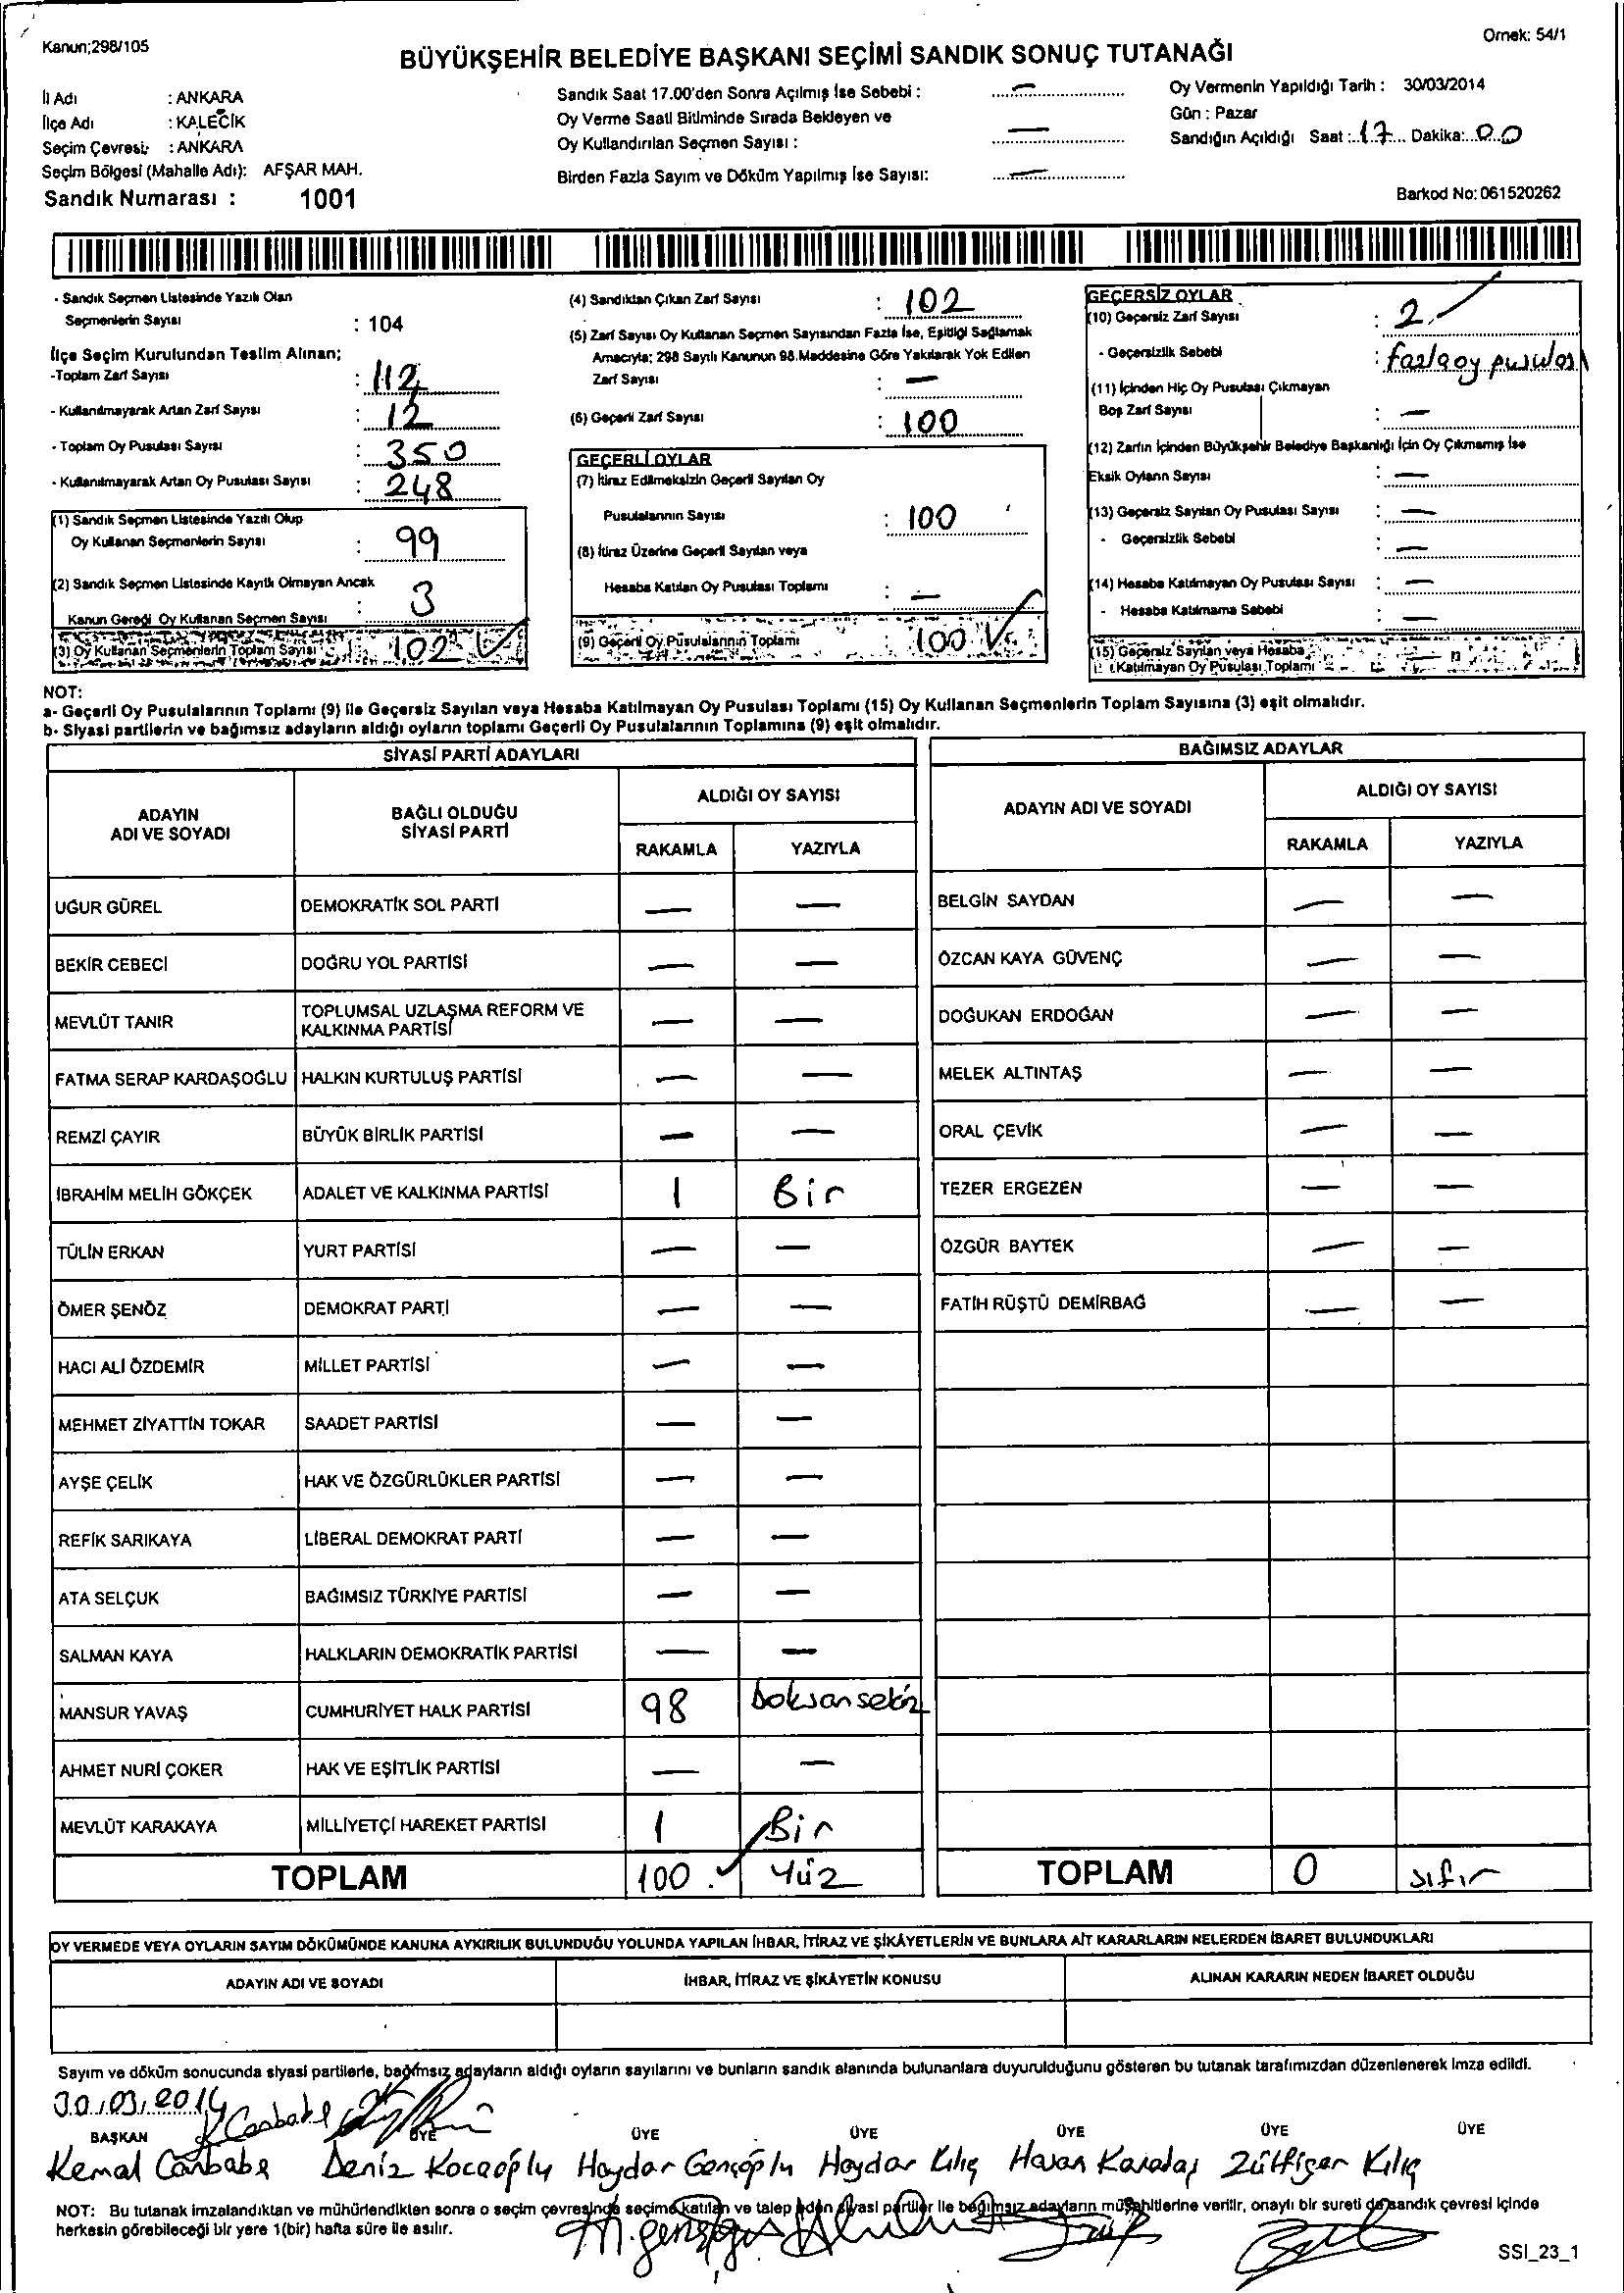 Kanun;298/105
Örnek: 54/1
BÜYÜKŞEHİR BELEDİYE BAŞKANI SEÇİMİ SANDIK SONUÇ TUTANAĞI
İl Adı : ANKARA
İlçe Adı : KALECİK
Seçim Çevresi: : ANKARA
Seçim Bölgesi (Mahalle Adı): AFŞAR MAH.
Sandık Numarası : 1001
Sandık Saat 17.00'den Sonra Açılmış İse Sebebi : —
Oy Verme Saati Bitiminde Sırada Bekleyen ve
Oy Kullandırılan Seçmen Sayısı : —
Birden Fazla Sayım ve Döküm Yapılmış İse Sayısı: —
Oy Vermenin Yapıldığı Tarih : 30/03/2014
Gün : Pazar
Sandığın Açıldığı Saat : 17 Dakika: 00
Barkod No: 061520262
- Sandık Seçmen Listesinde Yazılı Olan
Seçmenlerin Sayısı : 104
İlçe Seçim Kurulundan Teslim Alınan;
-Toplam Zarf Sayısı : 112
- Kullanılmayarak Artan Zarf Sayısı : 12
- Toplam Oy Pusulası Sayısı : 350
- Kullanılmayarak Artan Oy Pusulası Sayısı : 248
(1) Sandık Seçmen Listesinde Yazılı Olup
Oy Kullanan Seçmenlerin Sayısı : 99
(2) Sandık Seçmen Listesinde Kayıtlı Olmayan Ancak
Kanun Gereği Oy Kullanan Seçmen Sayısı : 3
(3) Oy Kullanan Seçmenlerin Toplam Sayısı : 102
(4) Sandıktan Çıkan Zarf Sayısı : 102
(5) Zarf Sayısı Oy Kullanan Seçmen Sayısından Fazla İse, Eşitliği Sağlamak
Amacıyla; 298 Sayılı Kanunun 98.Maddesine Göre Yakılarak Yok Edilen
Zarf Sayısı : —
(6) Geçerli Zarf Sayısı : 100
GEÇERLİ OYLAR
(7) İtiraz Edilmeksizin Geçerli Sayılan Oy
Pusulalarının Sayısı : 100
(8) İtiraz Üzerine Geçerli Sayılan veya
Hesaba Katılan Oy Pusulası Toplamı : —
(9) Geçerli Oy Pusulalarının Toplamı : 100
GEÇERSİZ OYLAR
(10) Geçersiz Zarf Sayısı : 2
- Geçersizlik Sebebi : fazla oy pusulası
(11) İçinden Hiç Oy Pusulası Çıkmayan
Boş Zarf Sayısı : —
(12) Zarfın İçinden Büyükşehir Belediye Başkanlığı İçin Oy Çıkmamış İse
Eksik Oyların Sayısı : —
(13) Geçersiz Sayılan Oy Pusulası Sayısı : —
- Geçersizlik Sebebi : —
(14) Hesaba Katılmayan Oy Pusulası Sayısı : —
- Hesaba Katılmama Sebebi : —
(15) Geçersiz Sayılan veya Hesaba
Katılmayan Oy Pusulası Toplamı : —
NOT:
a- Geçerli Oy Pusulalarının Toplamı (9) ile Geçersiz Sayılan veya Hesaba Katılmayan Oy Pusulası Toplamı (15) Oy Kullanan Seçmenlerin Toplam Sayısına (3) eşit olmalıdır.
b- Siyasi partilerin ve bağımsız adayların aldığı oyların toplamı Geçerli Oy Pusulalarının Toplamına (9) eşit olmalıdır.
SİYASİ PARTİ ADAYLARI
ADAYIN ADI VE SOYADI BAĞLI OLDUĞU SİYASİ PARTİ ALDIĞI OY SAYISI
RAKAMLA YAZIYLA
UĞUR GÜREL DEMOKRATİK SOL PARTİ — —
BEKİR CEBECİ DOĞRU YOL PARTİSİ — —
MEVLÜT TANIR TOPLUMSAL UZLAŞMA REFORM VE KALKINMA PARTİSİ — —
FATMA SERAP KARDAŞOĞLU HALKIN KURTULUŞ PARTİSİ — —
REMZİ ÇAYIR BÜYÜK BİRLİK PARTİSİ — —
İBRAHİM MELİH GÖKÇEK ADALET VE KALKINMA PARTİSİ 1 Bir
TÜLİN ERKAN YURT PARTİSİ — —
ÖMER ŞENÖZ DEMOKRAT PARTİ — —
HACI ALİ ÖZDEMİR MİLLET PARTİSİ — —
MEHMET ZİYATTİN TOKAR SAADET PARTİSİ — —
AYŞE ÇELİK HAK VE ÖZGÜRLÜKLER PARTİSİ — —
REFİK SARIKAYA LİBERAL DEMOKRAT PARTİ — —
ATA SELÇUK BAĞIMSIZ TÜRKİYE PARTİSİ — —
SALMAN KAYA HALKLARIN DEMOKRATİK PARTİSİ — —
MANSUR YAVAŞ CUMHURİYET HALK PARTİSİ 98 Doksansekiz
AHMET NURİ ÇOKER HAK VE EŞİTLİK PARTİSİ — —
MEVLÜT KARAKAYA MİLLİYETÇİ HAREKET PARTİSİ 1 Bir
TOPLAM 100 Yüz
BAĞIMSIZ ADAYLAR
ADAYIN ADI VE SOYADI ALDIĞI OY SAYISI
RAKAMLA YAZIYLA
BELGİN SAYDAN — —
ÖZCAN KAYA GÜVENÇ — —
DOĞUKAN ERDOĞAN — —
MELEK ALTINTAŞ — —
ORAL ÇEVİK — —
TEZER ERGEZEN — —
ÖZGÜR BAYTEK — —
FATİH RÜŞTÜ DEMİRBAĞ — —
TOPLAM 0 sıfır
OY VERMEDE VEYA OYLARIN SAYIM DÖKÜMÜNDE KANUNA AYKIRILIK BULUNDUĞU YOLUNDA YAPILAN İHBAR, İTİRAZ VE ŞİKÂYETLERİN VE BUNLARA AİT KARARLARIN NELERDEN İBARET BULUNDUKLARI
ADAYIN ADI VE SOYADI İHBAR, İTİRAZ VE ŞİKÂYETİN KONUSU ALINAN KARARIN NEDEN İBARET OLDUĞU
Sayım ve döküm sonucunda siyasi partilerle, bağımsız adayların aldığı oyların sayılarını ve bunların sandık alanında bulunanlara duyurulduğunu gösteren bu tutanak tarafımızdan düzenlenerek imza edildi.
30/03/2014
BAŞKAN ÜYE ÜYE ÜYE ÜYE ÜYE ÜYE
Kemal Canbaba Deniz Kocaoğlu Haydar Gençoğlu Haydar Kılıç Hasan Karadaş Zülfigar Kılıç
NOT: Bu tutanak imzalandıktan ve mühürlendikten sonra o seçim çevresinde seçime katılan ve talep eden siyasi partiler ile bağımsız adayların müşahitlerine verilir, onaylı bir sureti de sandık çevresi içinde
herkesin görebileceği bir yere 1(bir) hafta süre ile asılır.
SSI_23_1